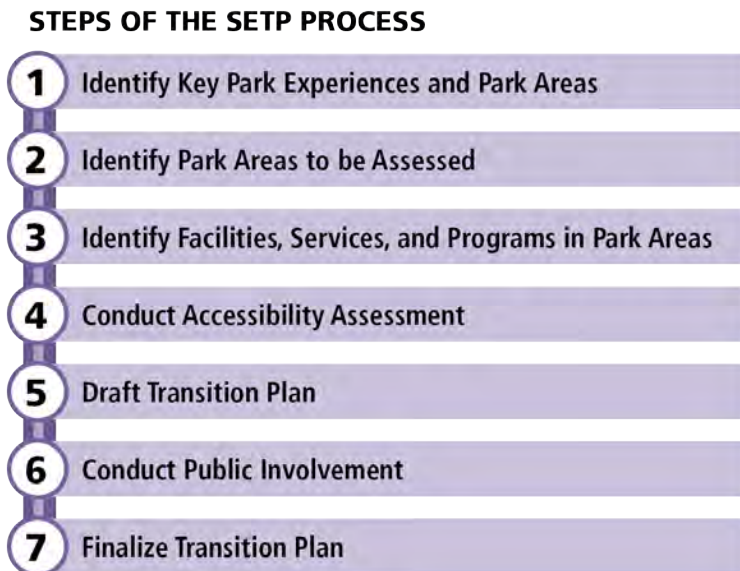 STEPS OF THE SETP PROCESS
1 Identify Key Park Experiences and Park Areas
2 Identify Park Areas to be Assessed
3 Identify Facilities, Services, and Programs in Park Areas
4 Conduct Accessibility Assessment
5 Draft Transition Plan
6 Conduct Public Involvement
7 Finalize Transition Plan